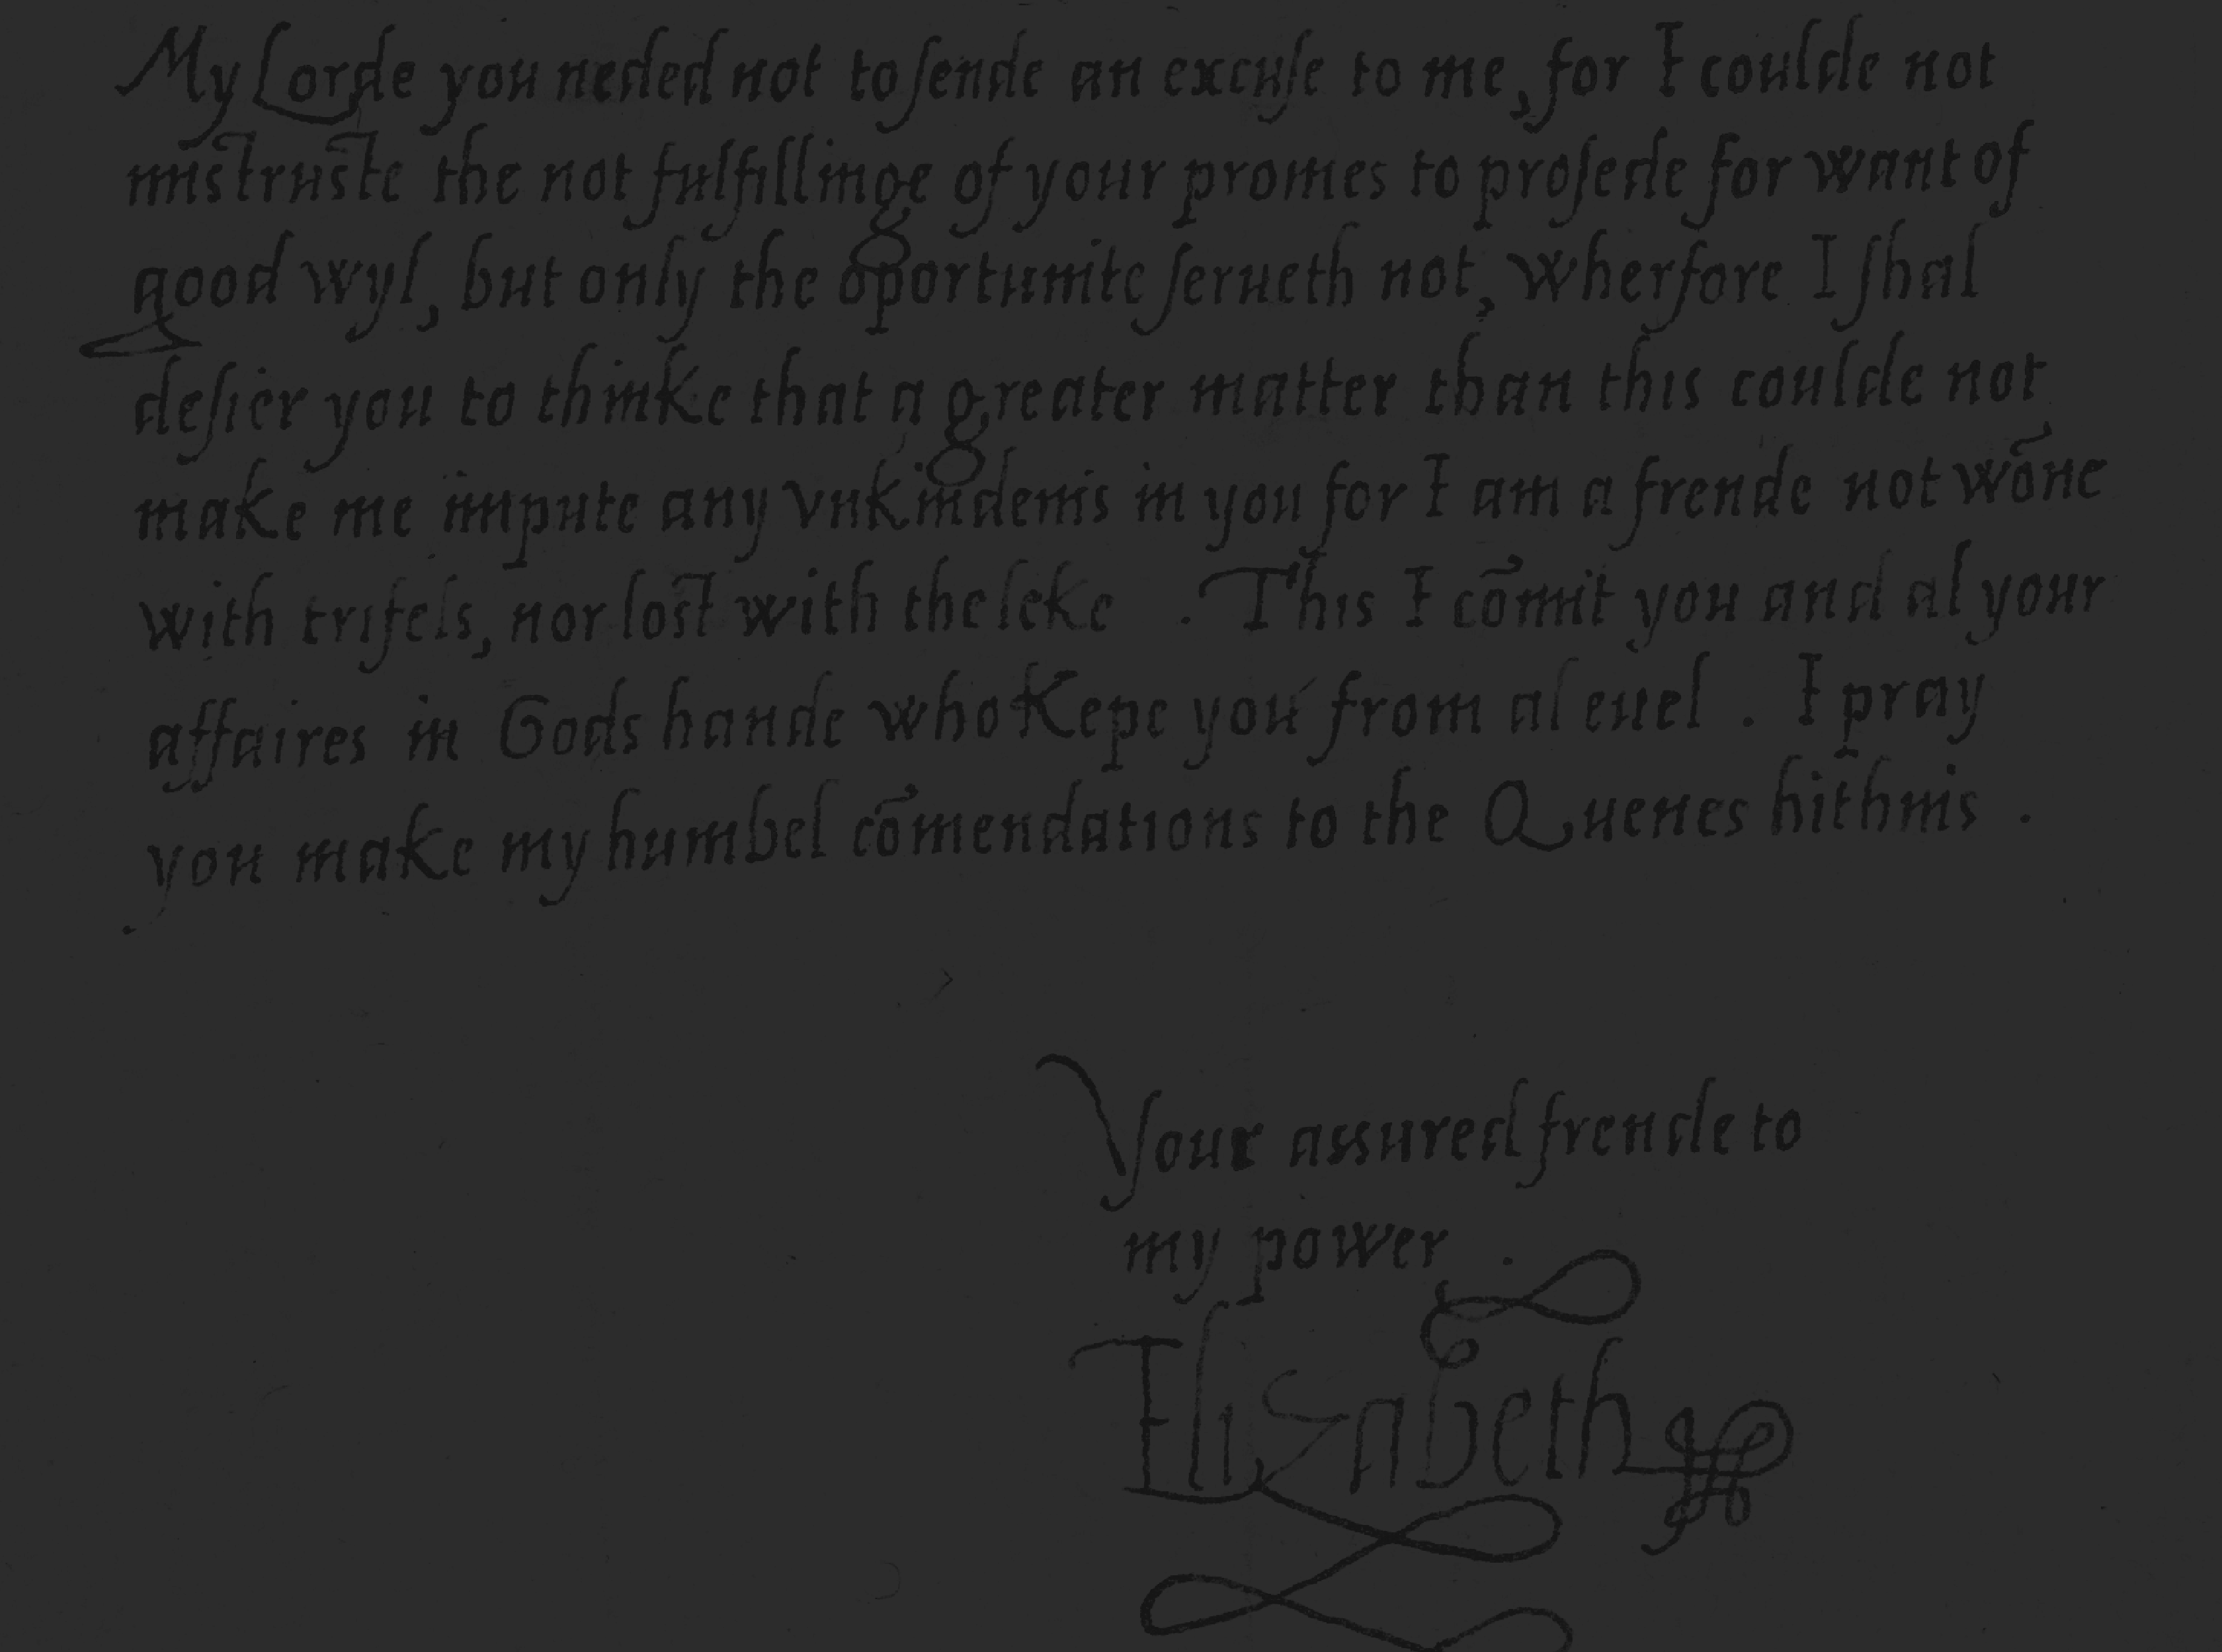 My Lorde you neded not to sende an excuse to me, for I coulde not
mistruste the not fulfillinge of your promes to prosede for want of
good wyl, but only the oportunite serueth not, wherfore I shal
desier you to thinke that a greater matter than this coulde not
make me impute any vnkindenis in you for I am a frende not wōne
with trifels, nor lost with the leke . This I cōmit you and al your
affaires in Gods hande who kepe you from al euel . I pray
you make my humbel cōmendations to the Quenes hithnis .
Your assured frende to
my power .
Elizabeth